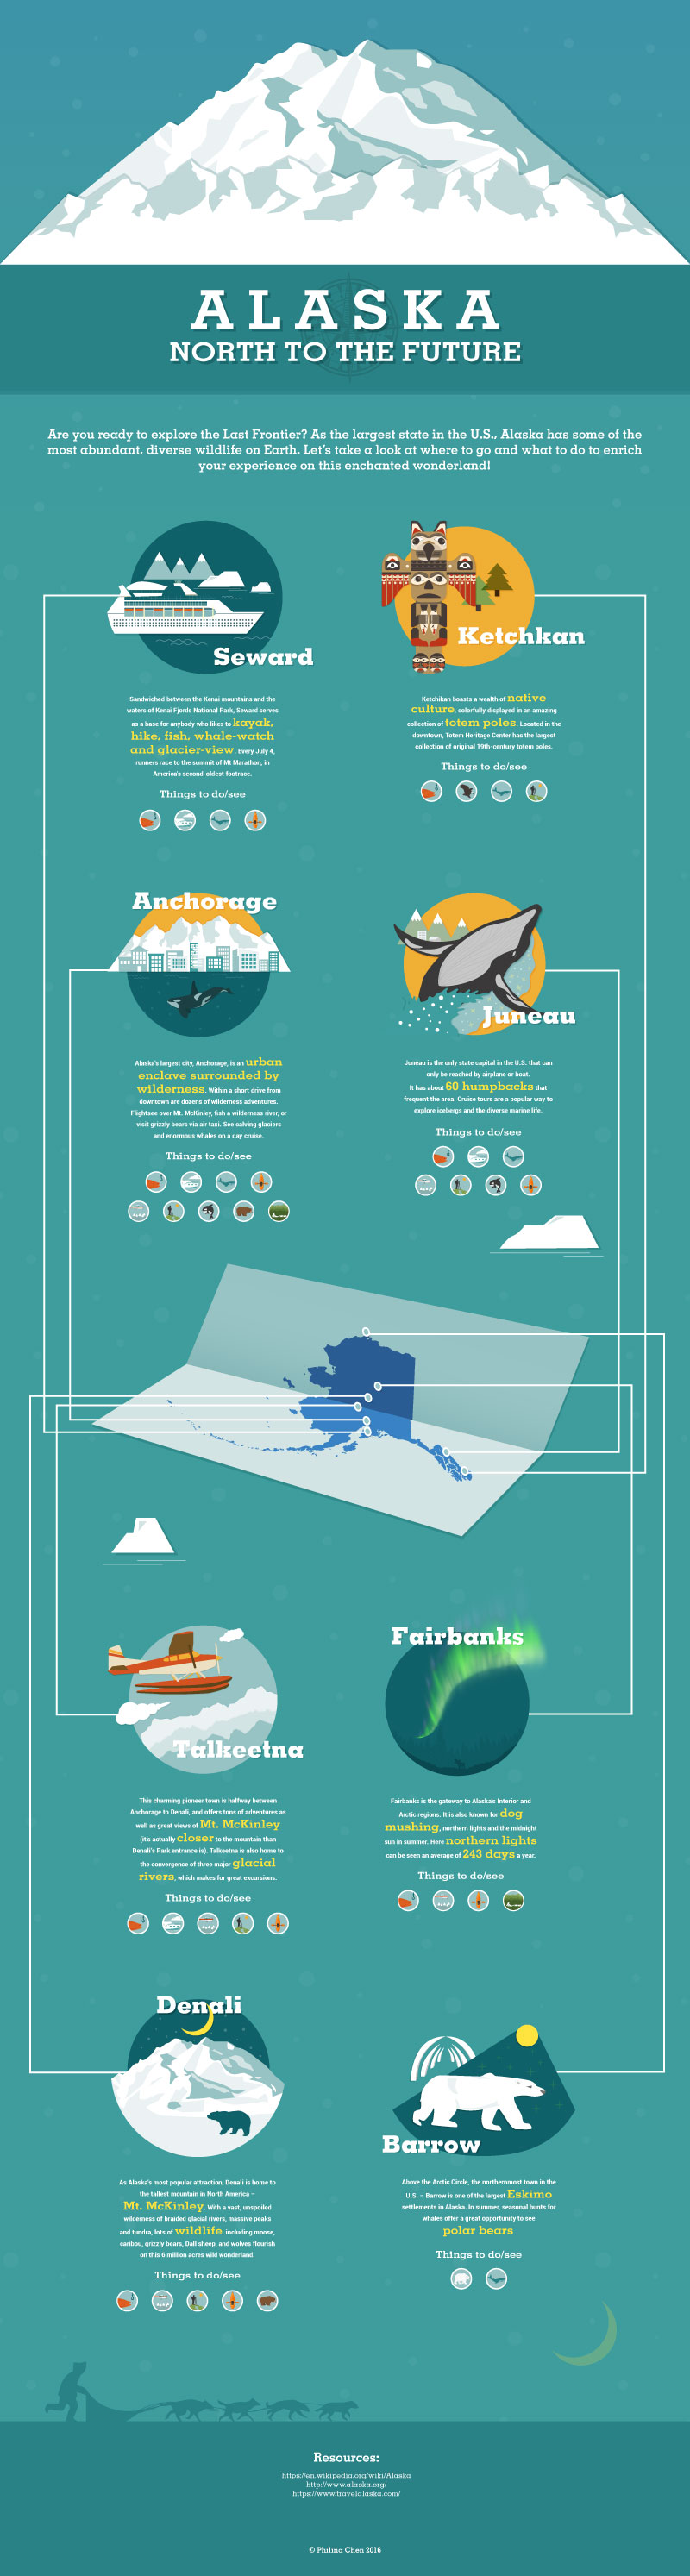 ALASKA
NORTH TO THE FUTURE
Are you ready to explore the Last Frontier? As the largest state in the U.S., Alaska has some of the
most abundant, diverse wildlife on Earth. Let's take a look at where to go and what to do to enrich
your experience on this enchanted wonderland!
Seward
Sandwiched between the Kenai mountains and the
waters of Kenai Fjords National Park, Seward serves
as a base for anybody who likes to kayak,
hike, fish, whale-watch
and glacier-view. Every July 4,
runners race to the summit of Mt Marathon, in
America's second-oldest footrace.
Things to do/see
Ketchkan
Ketchikan boasts a wealth of native
culture, colorfully displayed in an amazing
collection of totem poles. Located in the
downtown, Totem Heritage Center has the largest
collection of original 19th-century totem poles.
Things to do/see
Anchorage
Alaska's largest city, Anchorage, is an urban
enclave surrounded by
wilderness. Within a short drive from
downtown are dozens of wilderness adventures.
Flightsee over Mt. McKinley, fish a wilderness river, or
visit grizzly bears via air taxi. See calving glaciers
and enormous whales on a day cruise.
Things to do/see
Juneau
Juneau is the only state capital in the U.S. that can
only be reached by airplane or boat.
It has about 60 humpbacks that
frequent the area. Cruise tours are a popular way to
explore icebergs and the diverse marine life.
Things to do/see
Talkeetna
This charming pioneer town is halfway between
Anchorage to Denali, and offers tons of adventures as
well as great views of Mt. McKinley
(it's actually closer to the mountain than
Denali's Park entrance is). Talkeetna is also home to
the convergence of three major glacial
rivers, which makes for great excursions.
Things to do/see
Fairbanks
Fairbanks is the gateway to Alaska's Interior and
Arctic regions. It is also known for dog
mushing, northern lights and the midnight
sun in summer. Here northern lights
can be seen an average of 243 days a year.
Things to do/see
Denali
As Alaska's most popular attraction, Denali is home to
the tallest mountain in North America –
Mt. McKinley. With a vast, unspoiled
wilderness of braided glacial rivers, massive peaks
and tundra, lots of wildlife including moose,
caribou, grizzly bears, Dall sheep, and wolves flourish
on this 6 million acres wild wonderland.
Things to do/see
Barrow
Above the Arctic Circle, the northernmost town in the
U.S. – Barrow is one of the largest Eskimo
settlements in Alaska. In summer, seasonal hunts for
whales offer a great opportunity to see
polar bears
Things to do/see
Resources:
https://en.wikipedia.org/wiki/Alaska
http://www.alaska.org/
https://www.travelalaska.com/
© Philina Chen 2016